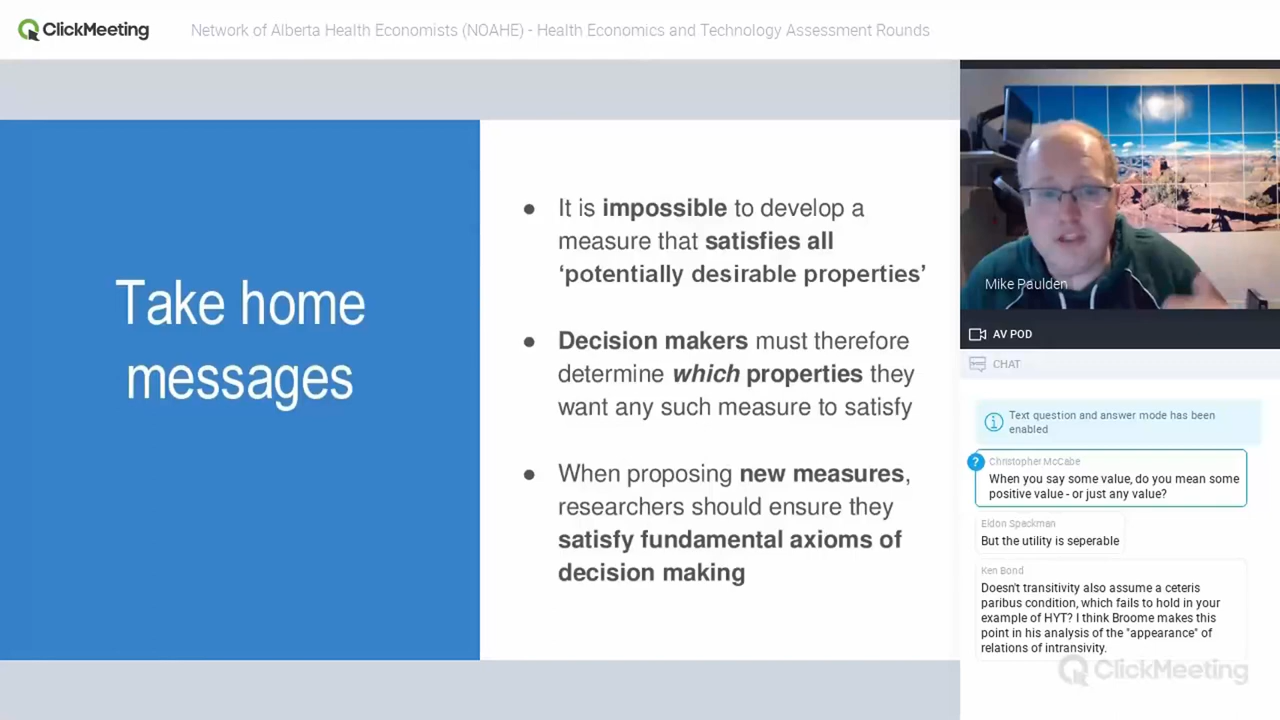 ClickMeeting
Network of Alberta Health Economists (NOAHE) - Health Economics and Technology Assessment Rounds
Take home
messages
● It is impossible to develop a
measure that satisfies all
‘potentially desirable properties’
● Decision makers must therefore
determine which properties they
want any such measure to satisfy
● When proposing new measures,
researchers should ensure they
satisfy fundamental axioms of
decision making
Mike Paulden
AV POD
CHAT
Text question and answer mode has been
enabled
?
Christopher McCabe
When you say some value, do you mean some
positive value - or just any value?
Eldon Spackman
But the utility is seperable
Ken Bond
Doesn't transitivity also assume a ceteris
paribus condition, which fails to hold in your
example of HYT? I think Broome makes this
point in his analysis of the "appearance" of
relations of intransivity.
ClickMeeting